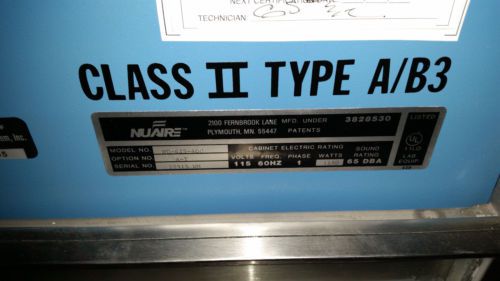 TECHNICIAN
CLASS II TYPE A/B3
NUAIRE
2100 FERNBROOK LANE
PLYMOUTH, MN. 55447
MFD. UNDER
PATENTS
3828530
LISTED
UL
LAB
EQUIP.
MODEL NO.
OPTION NO.
SERIAL NO.
CABINET ELECTRIC RATING
VOLTS FREQ. PHASE WATTS
115 60HZ 1
SOUND
RATING
65 DBA